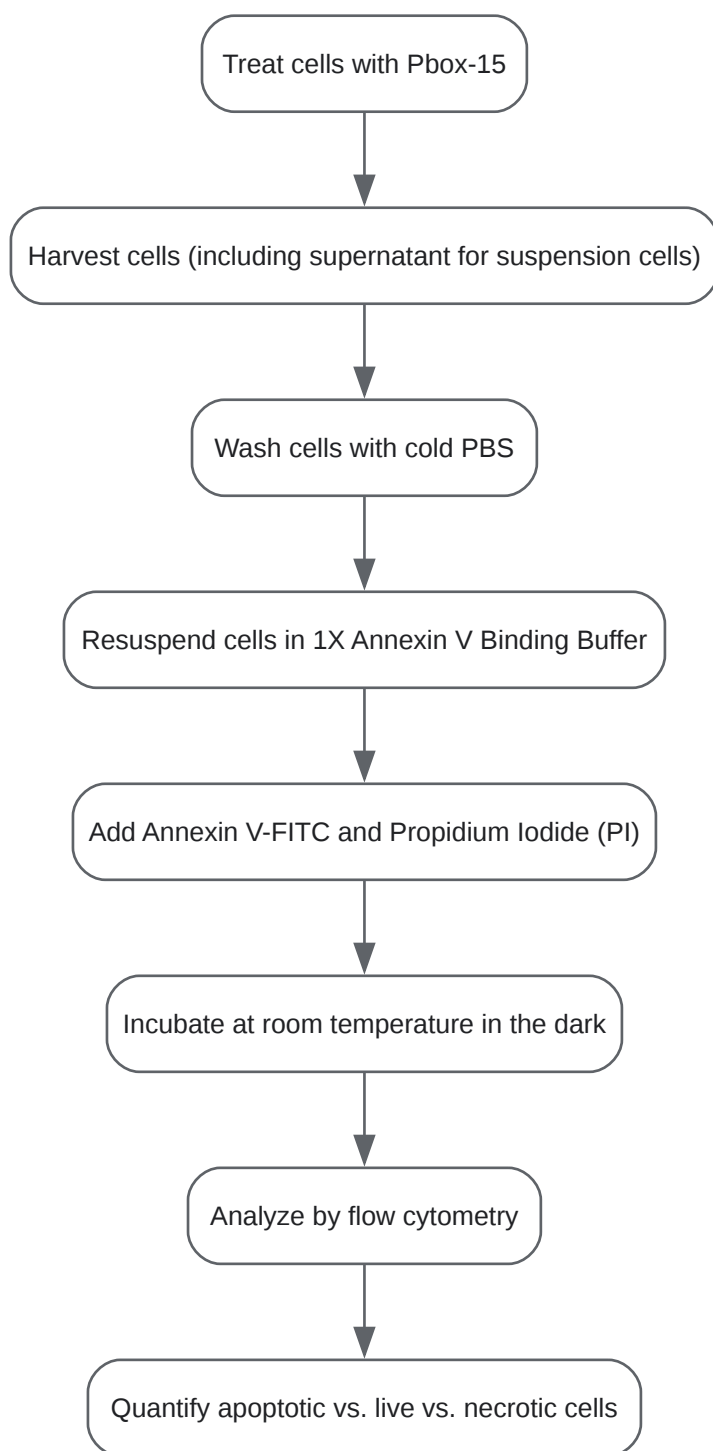 Treat cells with Pbox-15
Harvest cells (including supernatant for suspension cells)
Wash cells with cold PBS
Resuspend cells in 1X Annexin V Binding Buffer
Add Annexin V-FITC and Propidium Iodide (PI)
Incubate at room temperature in the dark
Analyze by flow cytometry
Quantify apoptotic vs. live vs. necrotic cells